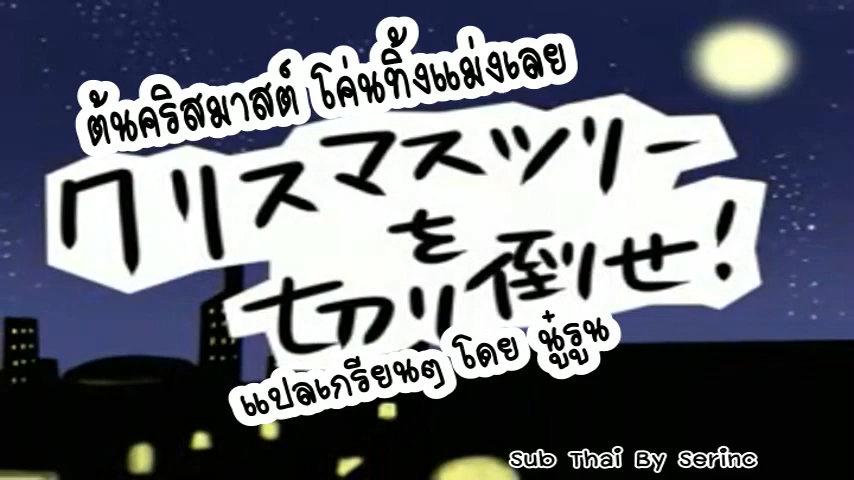 ต้นคริสมาสต์ โค่นทิ้งแม่งเลย
クリスマスツリー
を
切り倒せ!
แปลเกรียนๆ โดย นู๋รูน
Sub Thai By Serinc